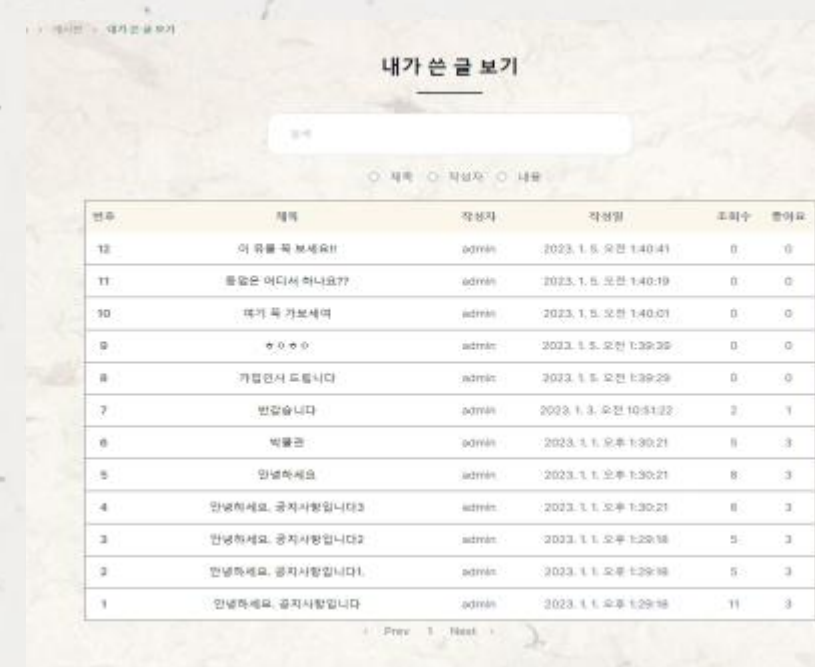 게시판 › 내가 쓴 글 보기
내가 쓴 글 보기
검색
제목 작성자 내용
번호 제목 작성자 작성일 조회수 좋아요
12 이 유물 꼭 보세요!! admin 2023. 1. 5. 오전 1:40:41 0 0
11 등업은 어디서 하나요?? admin 2023. 1. 5. 오전 1:40:19 0 0
10 여기 꼭 가보세여 admin 2023. 1. 5. 오전 1:40:01 0 0
9 ㅎㅇㅎㅇ admin 2023. 1. 5. 오전 1:39:39 0 0
8 가입인사 드립니다 admin 2023. 1. 5. 오전 1:39:29 0 0
7 반갑습니다 admin 2023. 1. 3. 오전 10:51:22 2 1
6 박물관 admin 2023. 1. 1. 오후 1:30:21 5 3
5 안녕하세요 admin 2023. 1. 1. 오후 1:30:21 8 3
4 안녕하세요. 공지사항입니다3 admin 2023. 1. 1. 오후 1:30:21 3
3 안녕하세요. 공지사항입니다2 admin 2023. 1. 1. 오후 1:29:18 5 3
2 안녕하세요. 공지사항입니다1. admin 2023. 1. 1. 오후 1:29:18 5 3
1 안녕하세요. 공지사항입니다 admin 2023. 1. 1. 오후 1:29:18 11 3
‹ Prev 1 Next ›